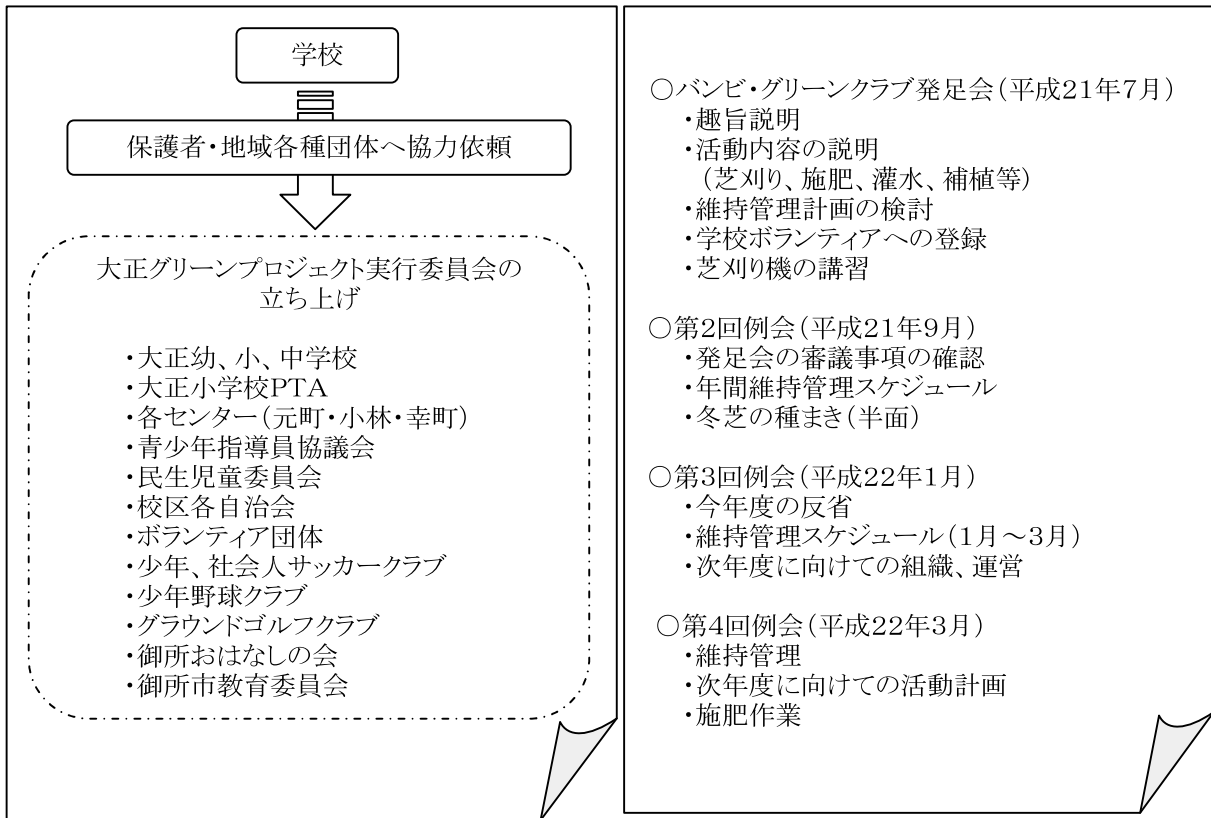 学校
保護者・地域各種団体へ協力依頼
大正グリーンプロジェクト実行委員会の
立ち上げ
・大正幼、小、中学校
・大正小学校PTA
・各センター(元町・小林・幸町)
・青少年指導員協議会
・民生児童委員会
・校区各自治会
・ボランティア団体
・少年、社会人サッカークラブ
・少年野球クラブ
・グラウンドゴルフクラブ
・御所おはなしの会
・御所市教育委員会
○バンビ・グリーンクラブ発足会(平成21年7月)
・趣旨説明
・活動内容の説明
(芝刈り、施肥、灌水、補植等)
・維持管理計画の検討
・学校ボランティアへの登録
・芝刈り機の講習
○第2回例会(平成21年9月)
・発足会の審議事項の確認
・年間維持管理スケジュール
・冬芝の種まき(半面)
○第3回例会(平成22年1月)
・今年度の反省
・維持管理スケジュール(1月～3月)
・次年度に向けての組織、運営
○第4回例会(平成22年3月)
・維持管理
・次年度に向けての活動計画
・施肥作業